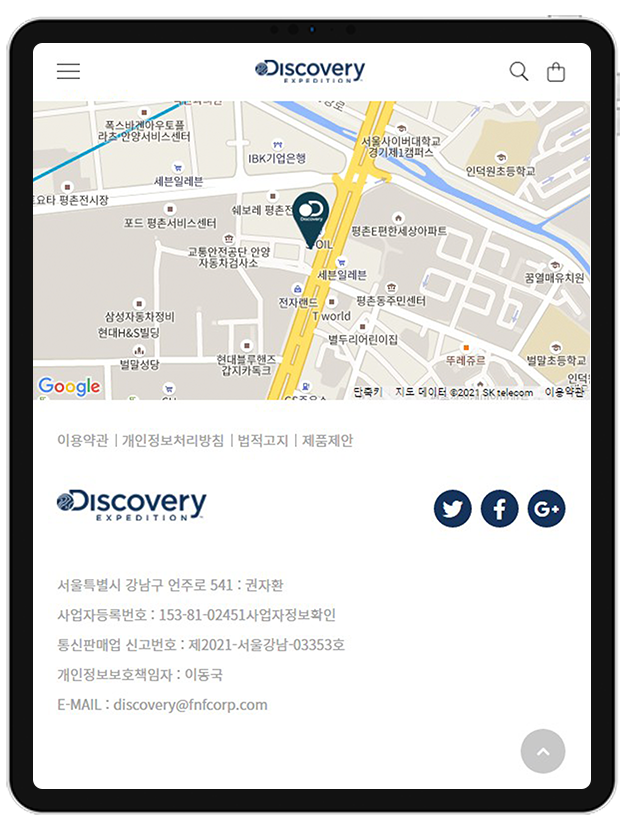 Discovery
EXPEDITION
폭스바겐아우토플
라츠 안양서비스센터
서울사이버대학교
경기제1캠퍼스
IBK기업은행
인덕원초등학교
세븐일레븐
토요타 평촌전시장
쉐보레 평촌전
Discovery
포드 평촌서비스센터
평촌E편한세상아파트
S-OIL
교통안전공단 안양
자동차검사소
세븐일레븐
꿈열매유치원
전자랜드
평촌동주민센터
삼성자동차정비
T world
현대H&S빌딩
별두리어린이집
벌말성당
현대블루핸즈
갑지카독크
뚜레쥬르
벌말초등학교
인덕
Google
GS주유소
단축키
지도 데이터 ©2021 SK telecom
이용약관
이용약관 | 개인정보처리방침 | 법적고지 | 제품제안
Discovery
EXPEDITION
G+
서울특별시 강남구 언주로 541 : 권자환
사업자등록번호 : 153-81-02451사업자정보확인
통신판매업 신고번호 : 제2021-서울강남-03353호
개인정보보호책임자 : 이동국
E-MAIL : discovery@fnfcorp.com